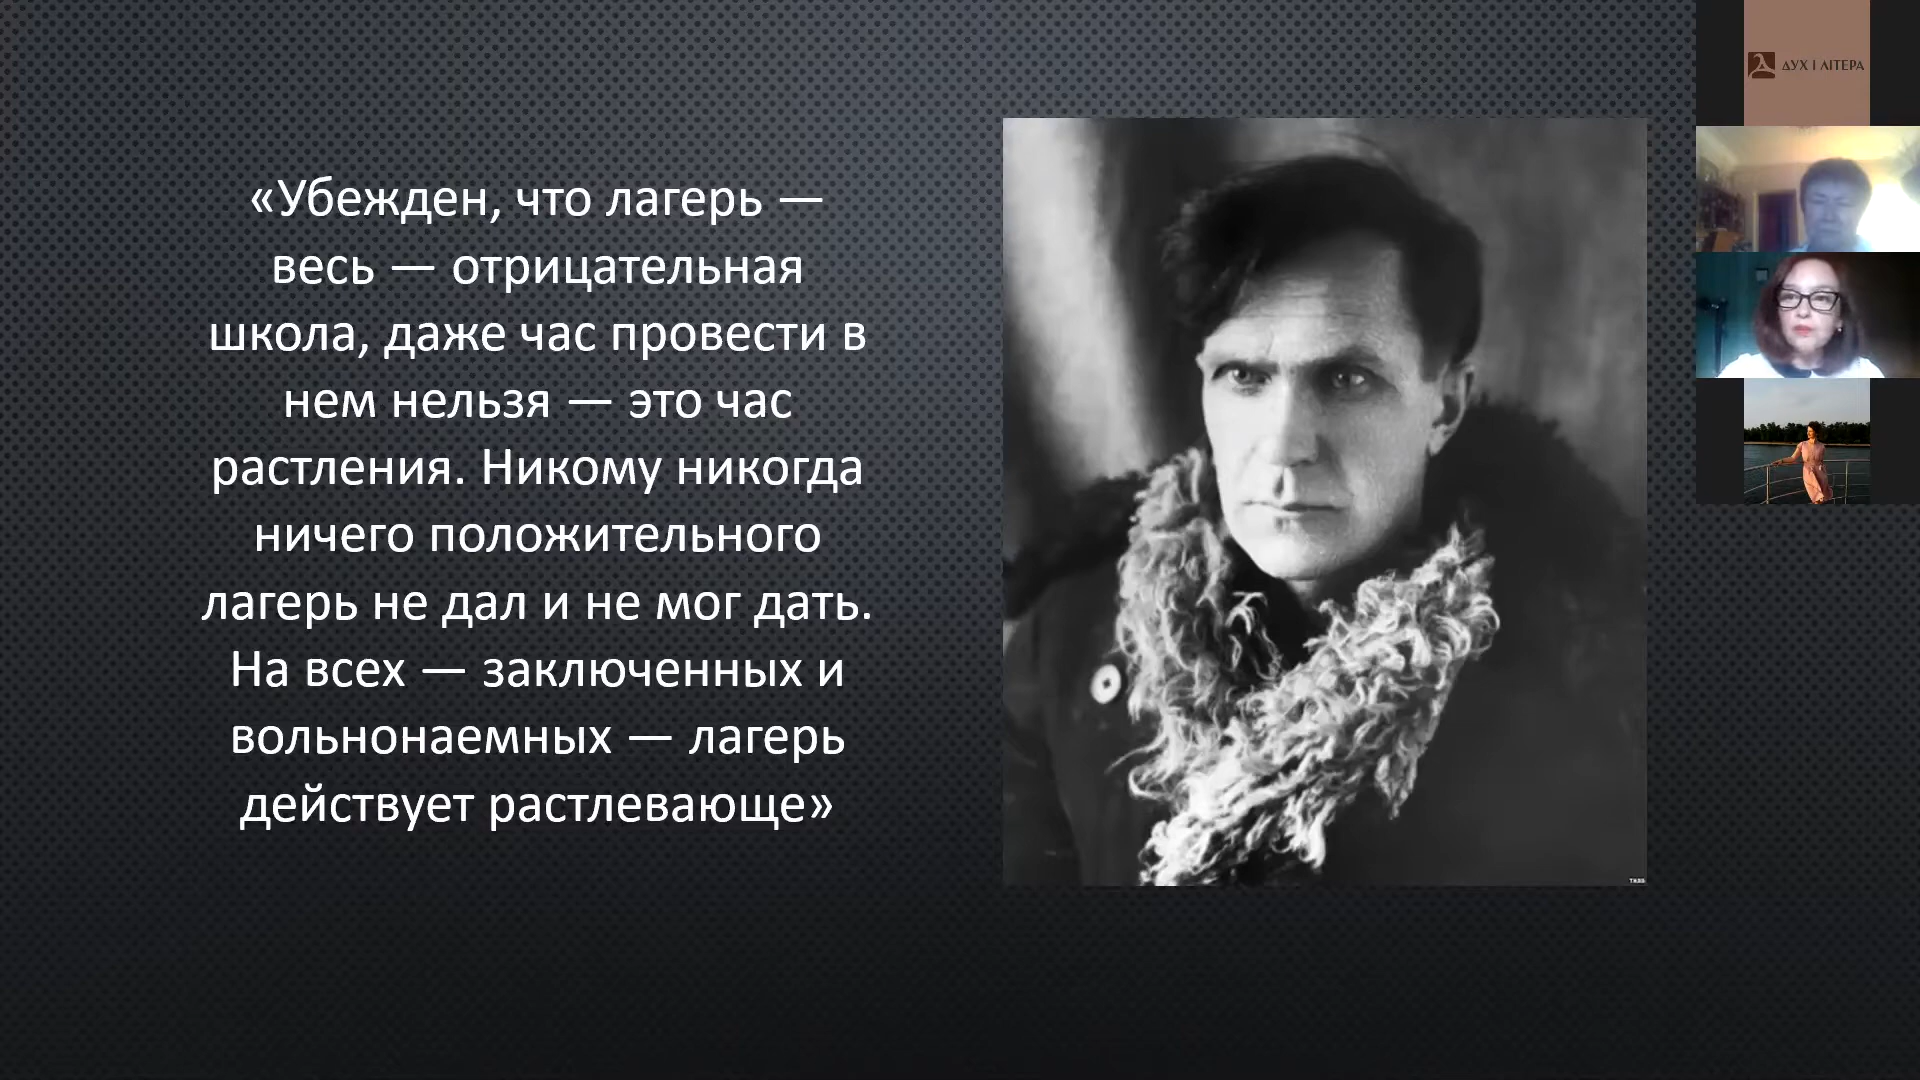 «Убежден, что лагерь —
весь — отрицательная
школа, даже час провести в
нем нельзя — это час
растления. Никому никогда
ничего положительного
лагерь не дал и не мог дать.
На всех — заключенных и
вольнонаемных — лагерь
действует растлевающе»
ДУХ І ЛІТЕРА